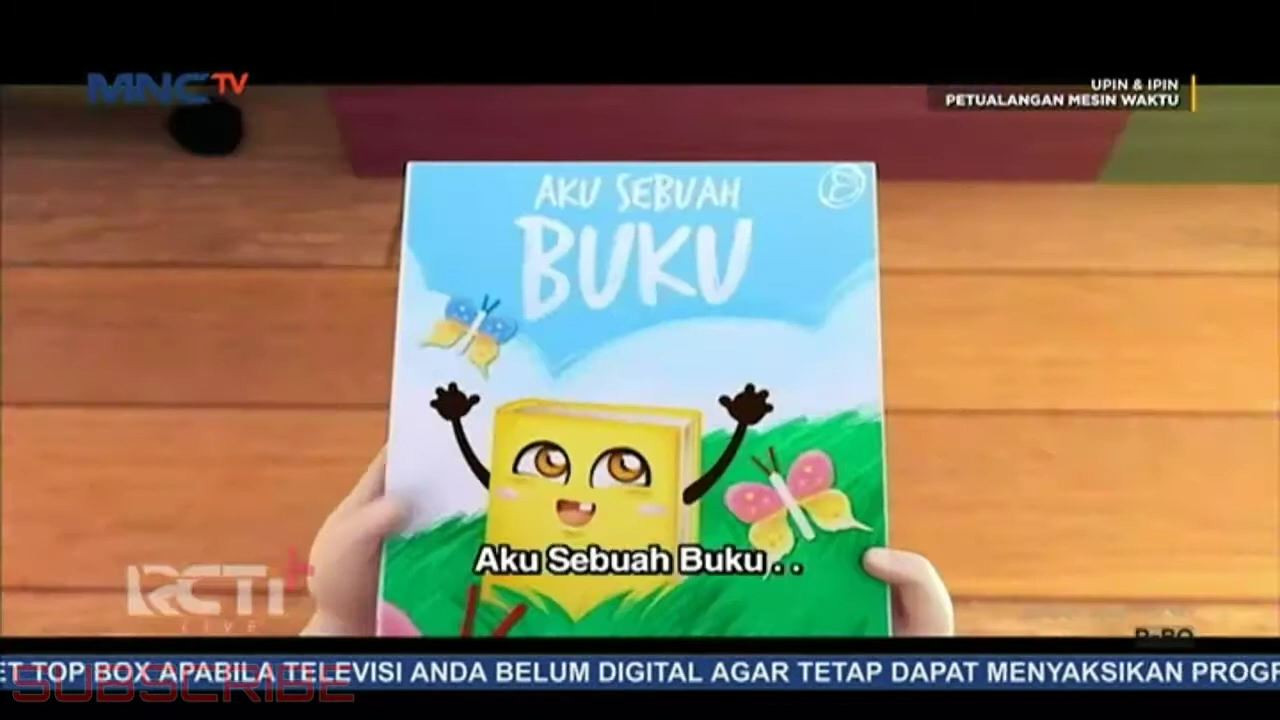 MNCTV
UPIN & IPIN
PETUALANGAN MESIN WAKTU
AKU SEBUAH
BUKU
Aku Sebuah Buku . .
RCTI+
LIVE
ET TOP BOX APABILA TELEVISI ANDA BELUM DIGITAL AGAR TETAP DAPAT MENYAKSIKAN PROGR
SUBSCRIBE